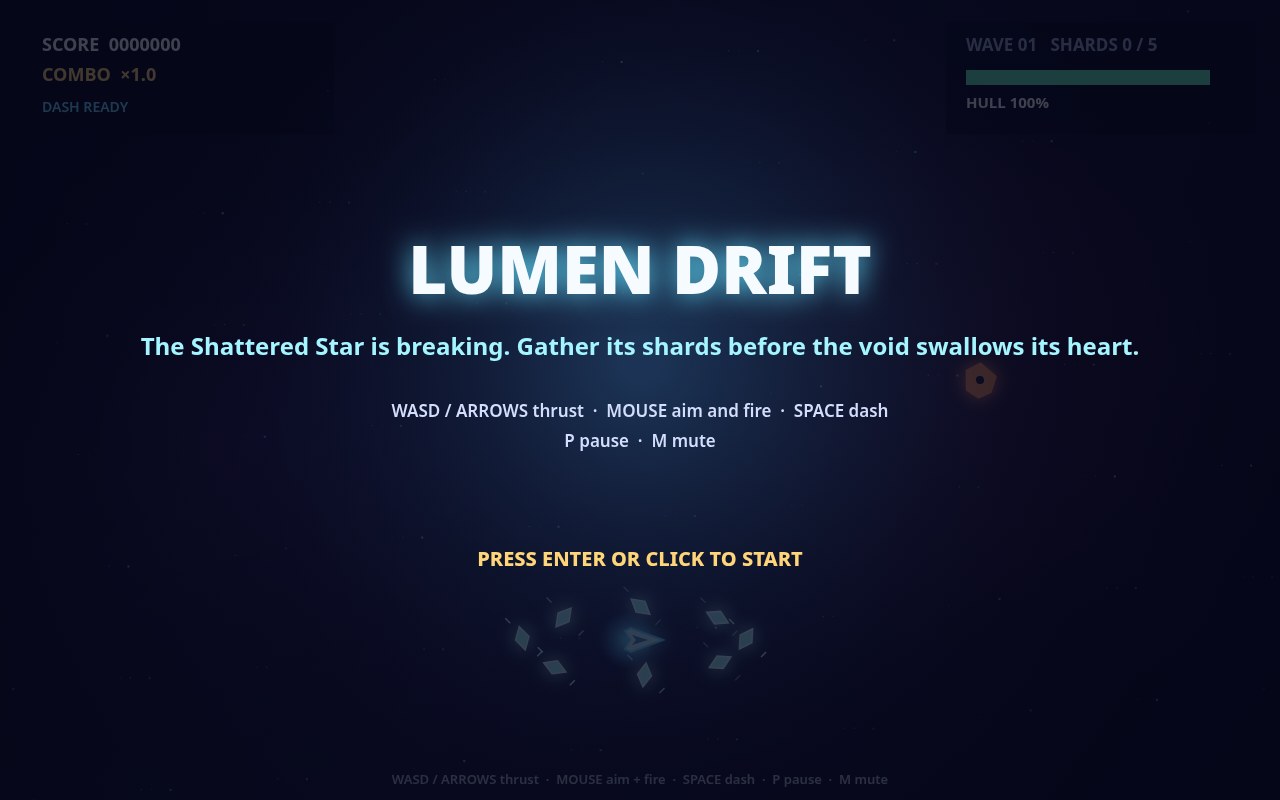 SCORE 0000000
COMBO ×1.0
DASH READY
WAVE 01 SHARDS 0 / 5
HULL 100%
LUMEN DRIFT
The Shattered Star is breaking. Gather its shards before the void swallows its heart.
WASD / ARROWS thrust · MOUSE aim and fire · SPACE dash
P pause · M mute
PRESS ENTER OR CLICK TO START
WASD / ARROWS thrust · MOUSE aim + fire · SPACE dash · P pause · M mute